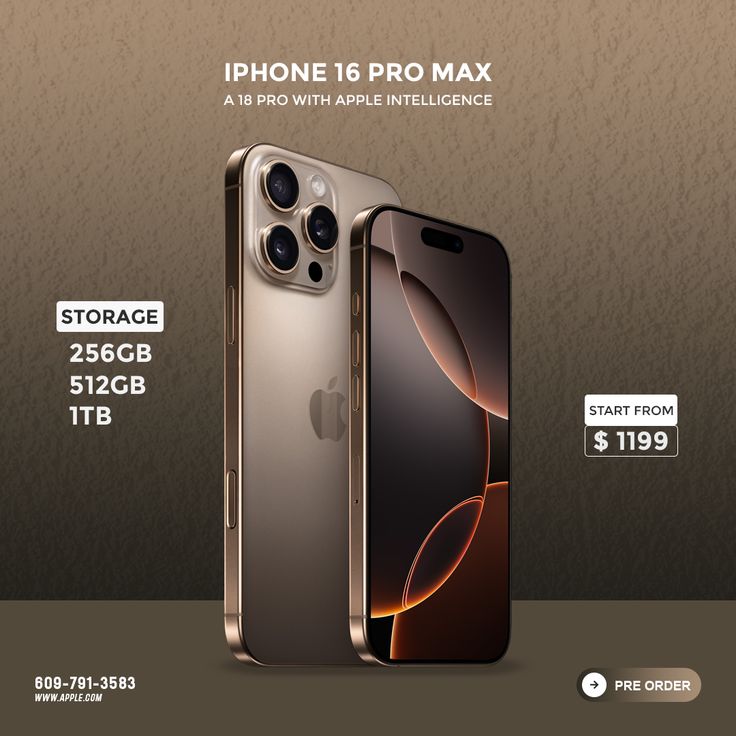 IPHONE 16 PRO MAX
A 18 PRO WITH APPLE INTELLIGENCE
STORAGE
256GB
512GB
1TB
START FROM
$ 1199
609-791-3583
WWW.APPLE.COM
PRE ORDER